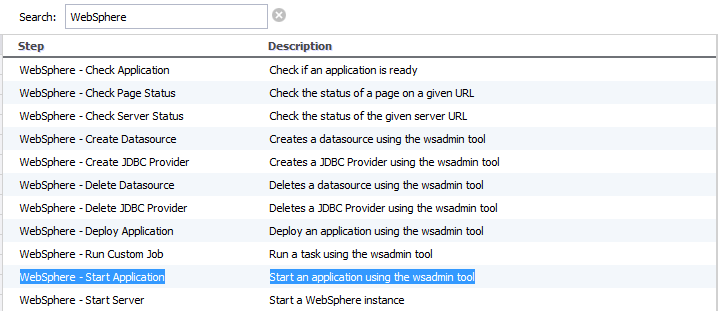 Search: WebSphere
Step Description
WebSphere - Check Application Check if an application is ready
WebSphere - Check Page Status Check the status of a page on a given URL
WebSphere - Check Server Status Check the status of the given server URL
WebSphere - Create Datasource Creates a datasource using the wsadmin tool
WebSphere - Create JDBC Provider Creates a JDBC Provider using the wsadmin tool
WebSphere - Delete Datasource Deletes a datasource using the wsadmin tool
WebSphere - Delete JDBC Provider Deletes a JDBC Provider using the wsadmin tool
WebSphere - Deploy Application Deploy an application using the wsadmin tool
WebSphere - Run Custom Job Run a task using the wsadmin tool
WebSphere - Start Application Start an application using the wsadmin tool
WebSphere - Start Server Start a WebSphere instance